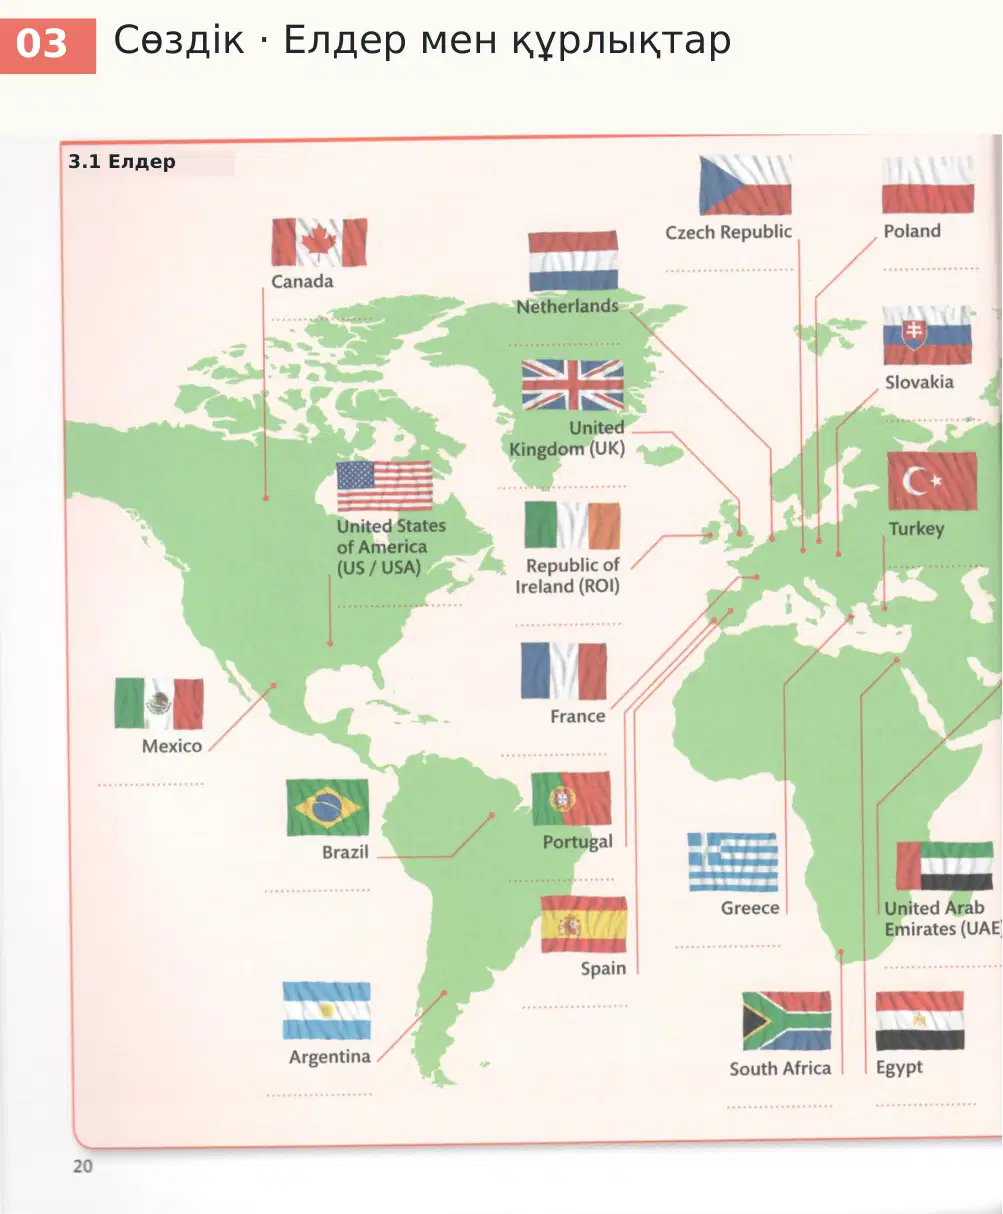 03
Сөздік · Елдер мен құрлықтар
3.1 Елдер
Czech Republic
Poland
Canada
Netherlands
Slovakia
United
Kingdom (UK)
United States
of America
(US / USA)
Turkey
Republic of
Ireland (ROI)
France
Mexico
Portugal
Brazil
Greece
United Arab
Emirates (UAE)
Spain
Argentina
South Africa
Egypt
20